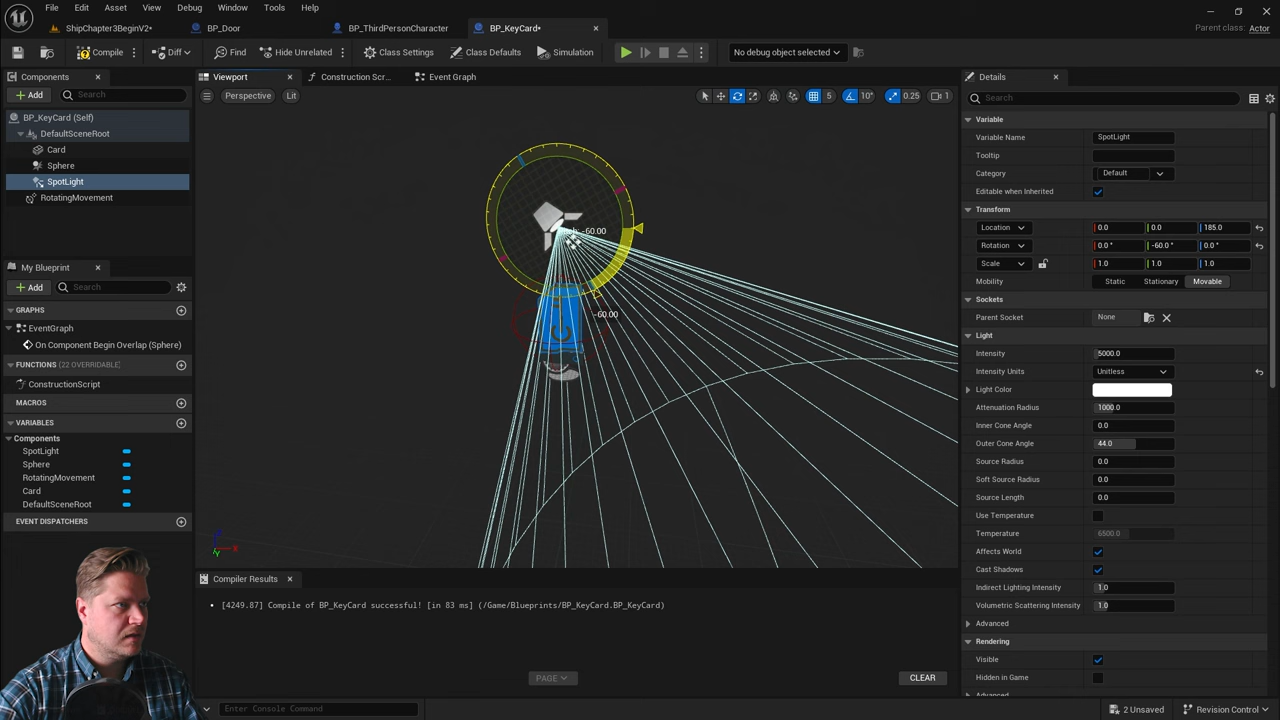 File Edit Asset View Debug Window Tools Help
ShipChapter3BeginV2*
BP_Door
BP_ThirdPersonCharacter
BP_KeyCard*
Parent class: Actor
Compile
Diff
Find
Hide Unrelated
Class Settings
Class Defaults
Simulation
No debug object selected
Components
Viewport
Construction Scr...
Event Graph
Details
Add
Search
Perspective
Lit
5
10°
0.25
1
Search
BP_KeyCard (Self)
DefaultSceneRoot
Card
Sphere
SpotLight
RotatingMovement
My Blueprint
Add
Search
GRAPHS
EventGraph
On Component Begin Overlap (Sphere)
FUNCTIONS (22 OVERRIDABLE)
ConstructionScript
MACROS
VARIABLES
Components
SpotLight
Sphere
RotatingMovement
Card
DefaultSceneRoot
EVENT DISPATCHERS
-60.00
-60.00
Z
X
Y
Variable
Variable Name SpotLight
Tooltip
Category Default
Editable when Inherited
Transform
Location 0.0 0.0 185.0
Rotation 0.0 ° -60.0 ° 0.0 °
Scale 1.0 1.0 1.0
Mobility Static Stationary Movable
Sockets
Parent Socket None
Light
Intensity 5000.0
Intensity Units Unitless
Light Color
Attenuation Radius 1000.0
Inner Cone Angle 0.0
Outer Cone Angle 44.0
Source Radius 0.0
Soft Source Radius 0.0
Source Length 0.0
Use Temperature
Temperature 6500.0
Affects World
Cast Shadows
Indirect Lighting Intensity 1.0
Volumetric Scattering Intensity 1.0
Advanced
Rendering
Visible
Hidden in Game
Advanced
Compiler Results
[4249.87] Compile of BP_KeyCard successful! [in 83 ms] (/Game/Blueprints/BP_KeyCard.BP_KeyCard)
PAGE
CLEAR
Enter Console Command
2 Unsaved
Revision Control